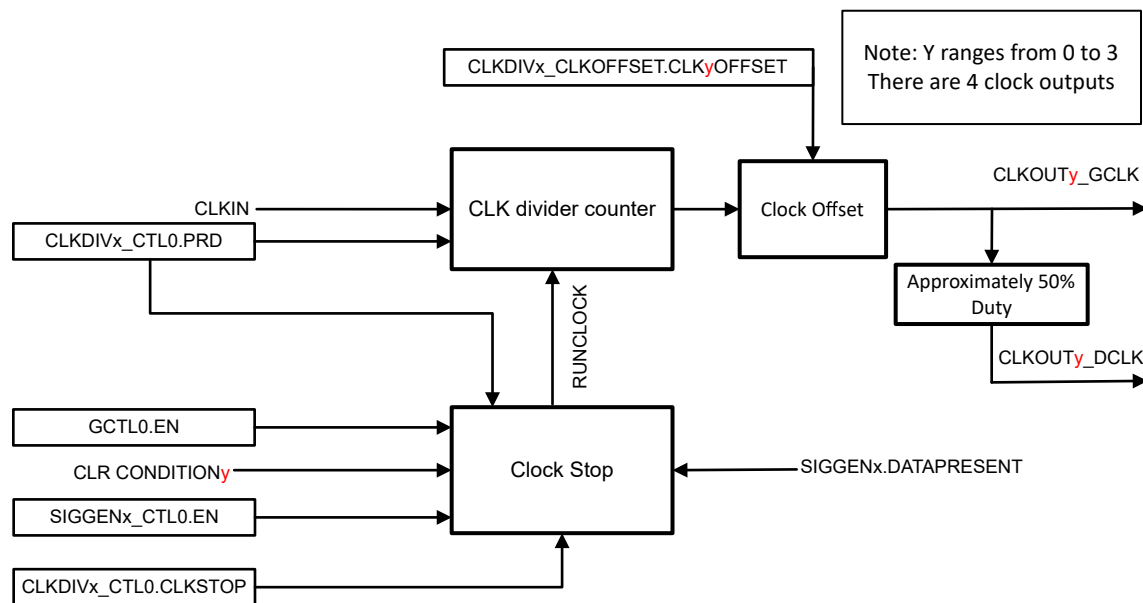 Note: Y ranges from 0 to 3
There are 4 clock outputs
CLKDIVx_CLKOFFSET.CLKyOFFSET
CLKOUTy_GCLK
CLKIN
CLK divider counter
Clock Offset
CLKDIVx_CTL0.PRD
Approximately 50%
Duty
RUNCLOCK
CLKOUTy_DCLK
GCTL0.EN
CLR CONDITIONy
Clock Stop
SIGGENx.DATAPRESENT
SIGGENx_CTL0.EN
CLKDIVx_CTL0.CLKSTOP